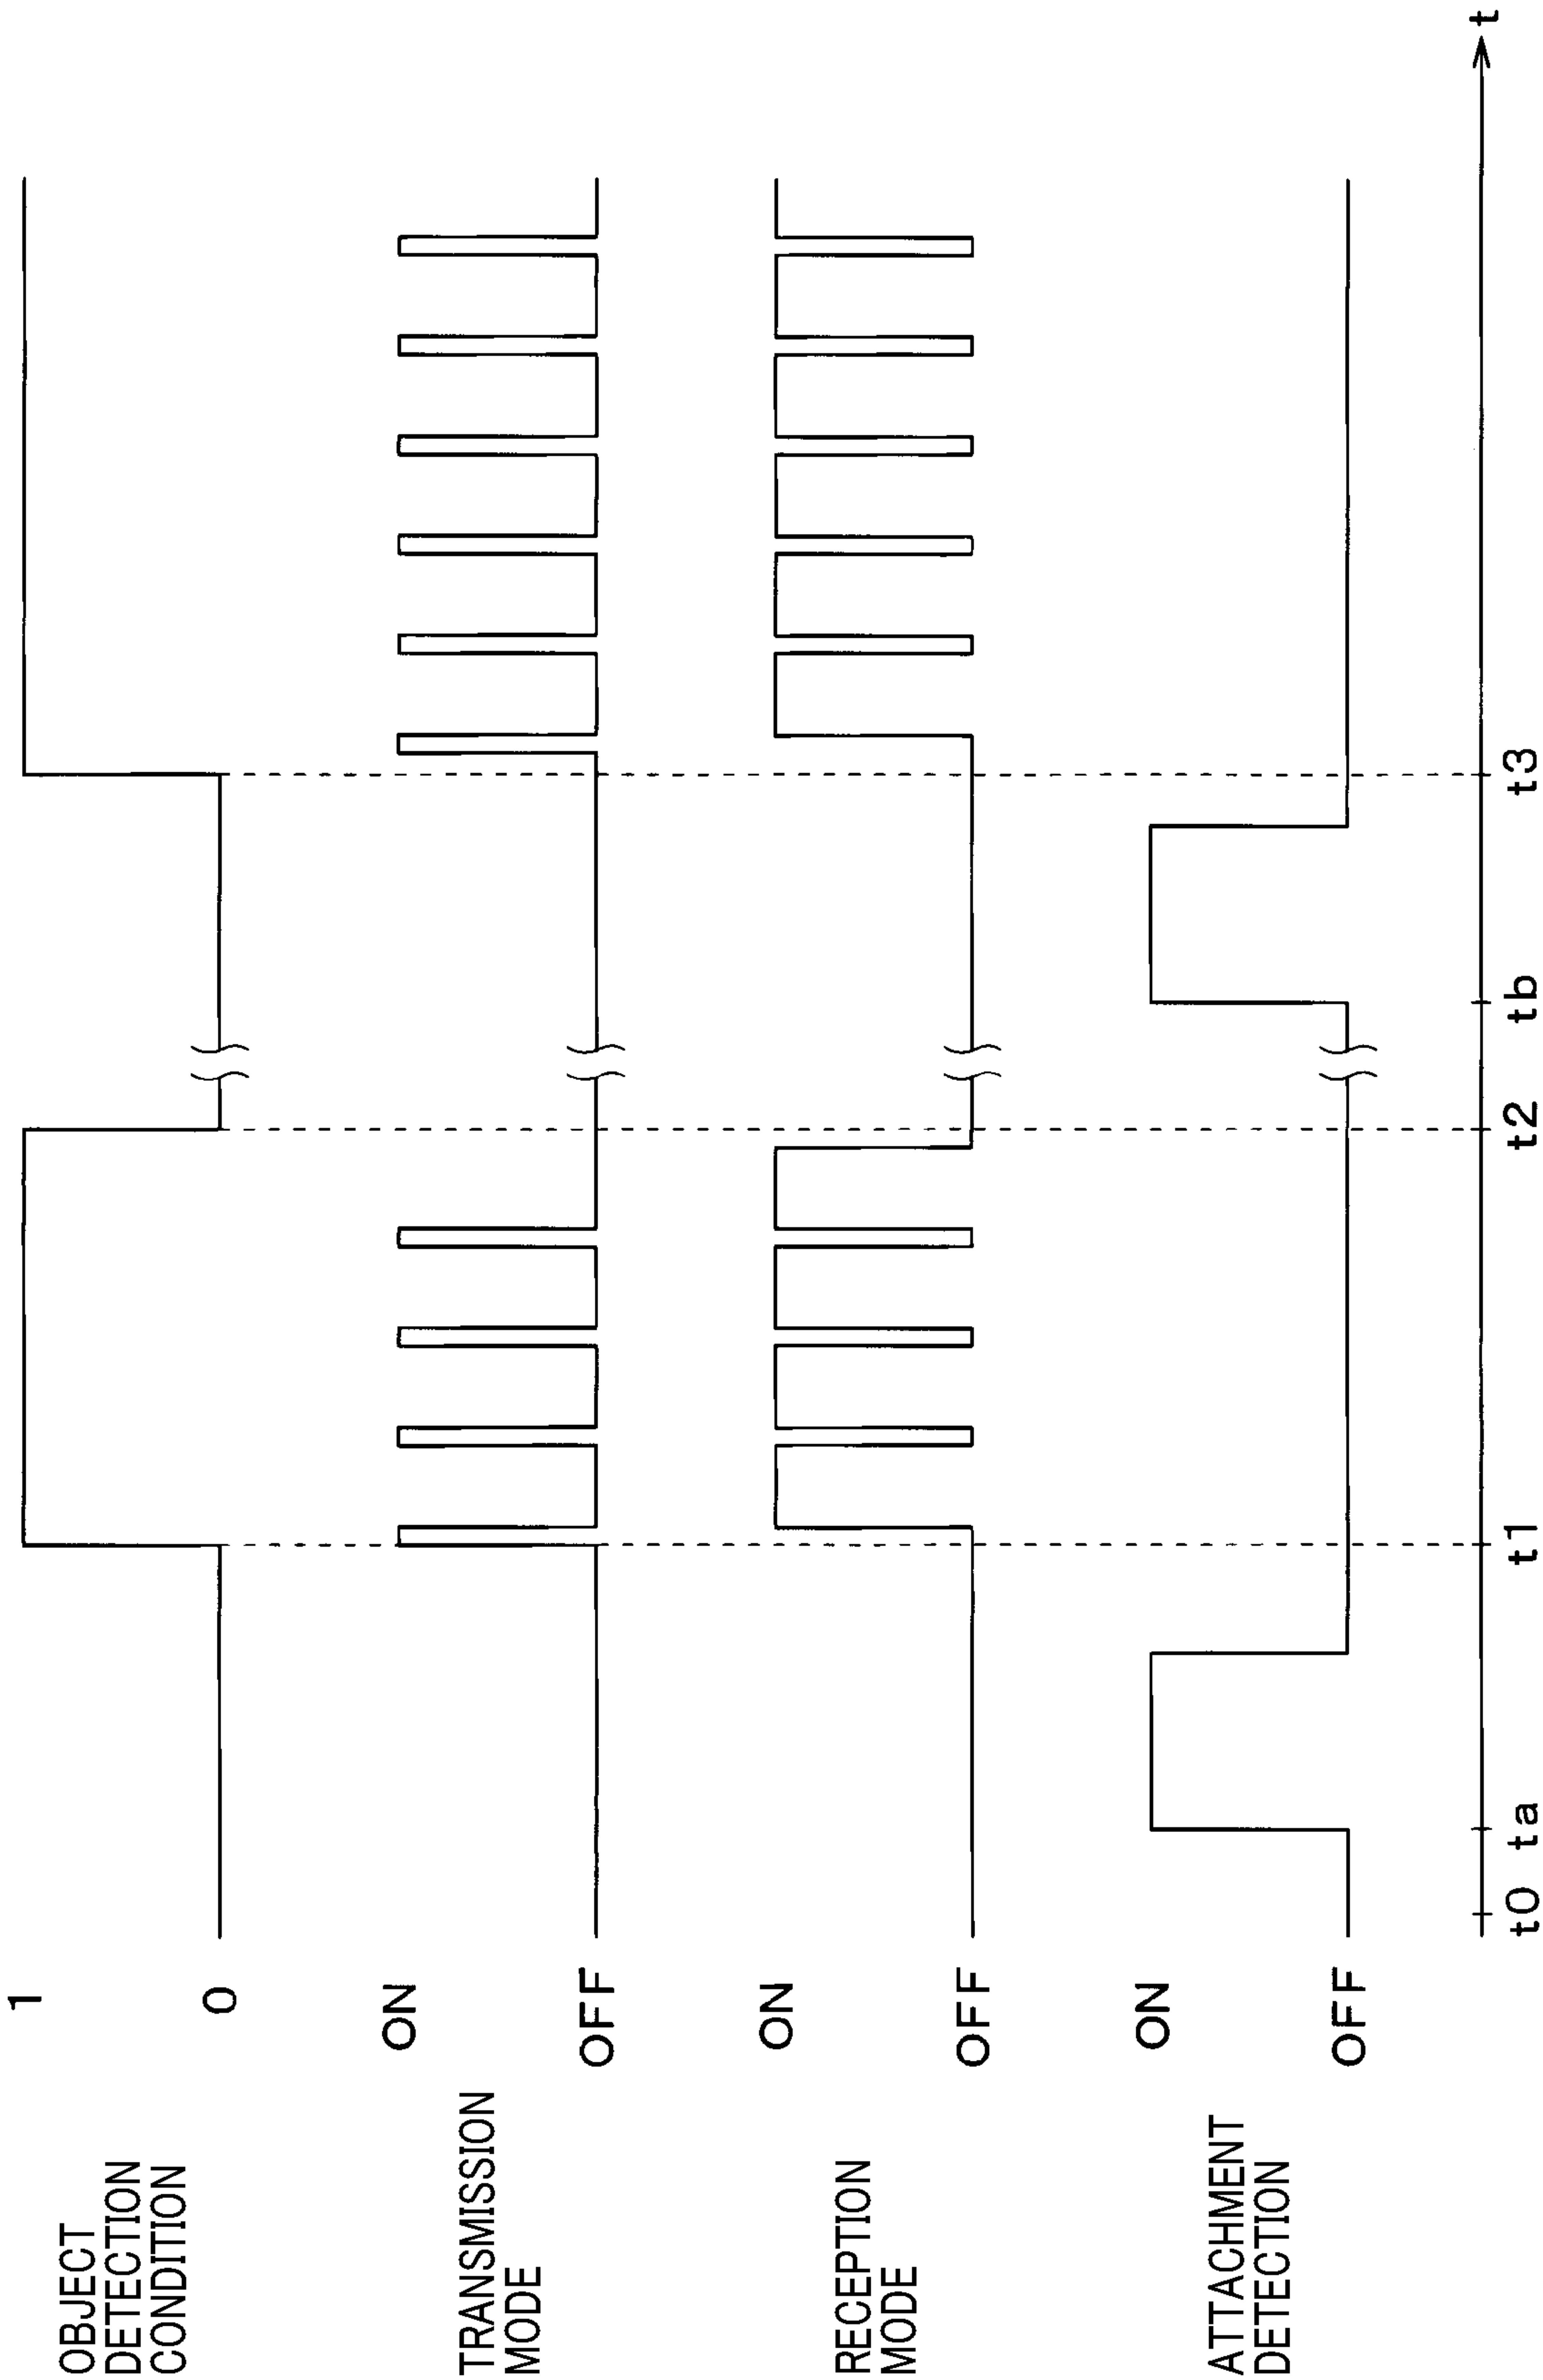 OBJECT
DETECTION
CONDITION
1
0
TRANSMISSION
MODE
ON
OFF
RECEPTION
MODE
ON
OFF
ATTACHMENT
DETECTION
ON
OFF
t0 ta t1 t2 tb t3 t